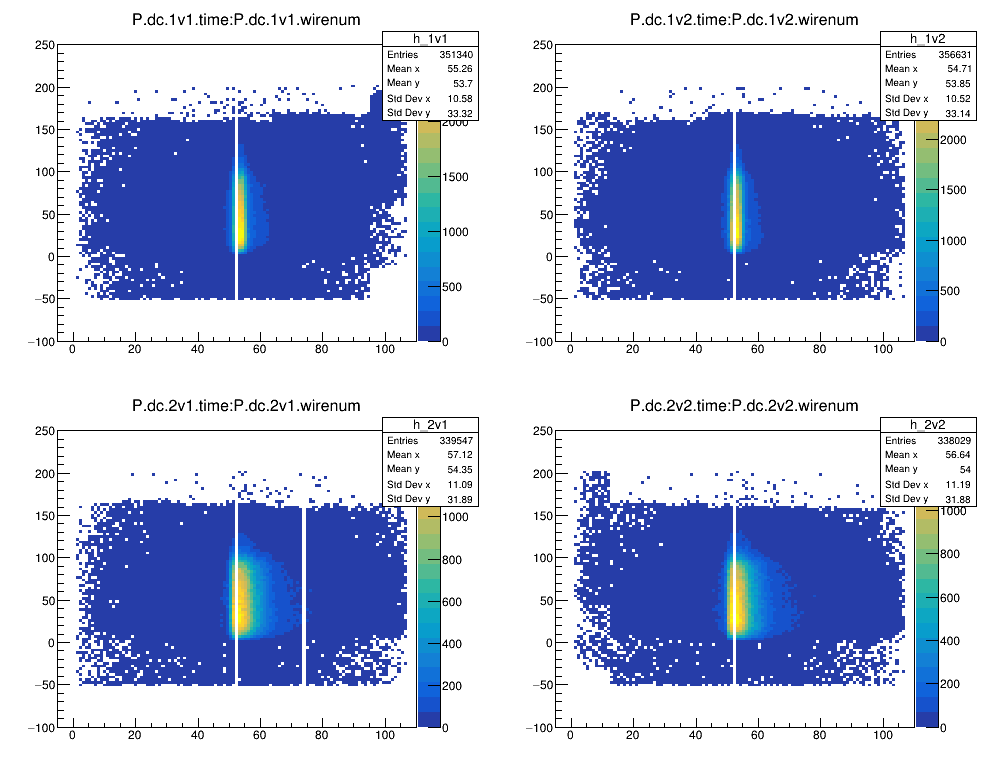 P.dc.1v1.time:P.dc.1v1.wirenum
h_1v1
Entries 351340
Mean x 55.26
Mean y 53.7
Std Dev x 10.58
Std Dev y 33.32
250
200
150
100
50
0
−50
−100
0 20 40 60 80 100
2000
1500
1000
500
0
P.dc.1v2.time:P.dc.1v2.wirenum
h_1v2
Entries 356631
Mean x 54.71
Mean y 53.85
Std Dev x 10.52
Std Dev y 33.14
250
200
150
100
50
0
−50
−100
0 20 40 60 80 100
2000
1500
1000
500
0
P.dc.2v1.time:P.dc.2v1.wirenum
h_2v1
Entries 339547
Mean x 57.12
Mean y 54.35
Std Dev x 11.09
Std Dev y 31.89
250
200
150
100
50
0
−50
−100
0 20 40 60 80 100
1000
800
600
400
200
0
P.dc.2v2.time:P.dc.2v2.wirenum
h_2v2
Entries 338029
Mean x 56.64
Mean y 54
Std Dev x 11.19
Std Dev y 31.88
250
200
150
100
50
0
−50
−100
0 20 40 60 80 100
1000
800
600
400
200
0